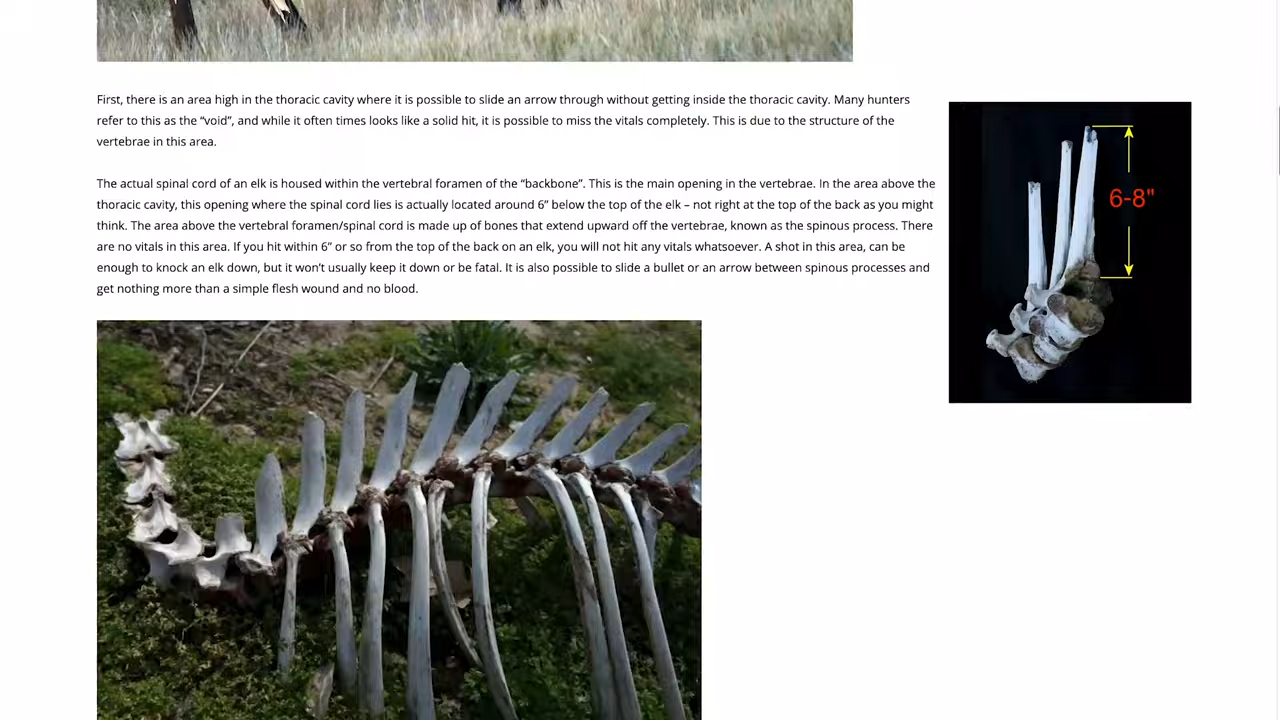 First, there is an area high in the thoracic cavity where it is possible to slide an arrow through without getting inside the thoracic cavity. Many hunters
refer to this as the “void”, and while it often times looks like a solid hit, it is possible to miss the vitals completely. This is due to the structure of the
vertebrae in this area.
The actual spinal cord of an elk is housed within the vertebral foramen of the “backbone”. This is the main opening in the vertebrae. In the area above the
thoracic cavity, this opening where the spinal cord lies is actually located around 6” below the top of the elk – not right at the top of the back as you might
think. The area above the vertebral foramen/spinal cord is made up of bones that extend upward off the vertebrae, known as the spinous process. There
are no vitals in this area. If you hit within 6” or so from the top of the back on an elk, you will not hit any vitals whatsoever. A shot in this area, can be
enough to knock an elk down, but it won’t usually keep it down or be fatal. It is also possible to slide a bullet or an arrow between spinous processes and
get nothing more than a simple flesh wound and no blood.
6-8"